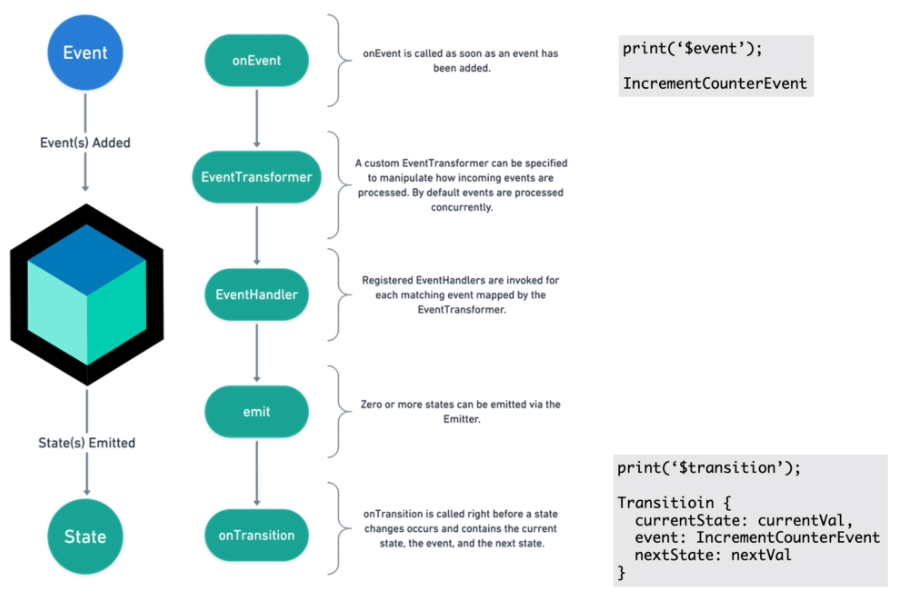 Event
Event(s) Added
State(s) Emitted
State
onEvent
onEvent is called as soon as an event has
been added.
EventTransformer
A custom EventTransformer can be specified
to manipulate how incoming events are
processed. By default events are processed
concurrently.
EventHandler
Registered EventHandlers are invoked for
each matching event mapped by the
EventTransformer.
emit
Zero or more states can be emitted via the
Emitter.
onTransition
onTransition is called right before a state
changes occurs and contains the current
state, the event, and the next state.
print(‘$event’);
IncrementCounterEvent
print(‘$transition’);
Transitioin {
currentState: currentVal,
event: IncrementCounterEvent
nextState: nextVal
}